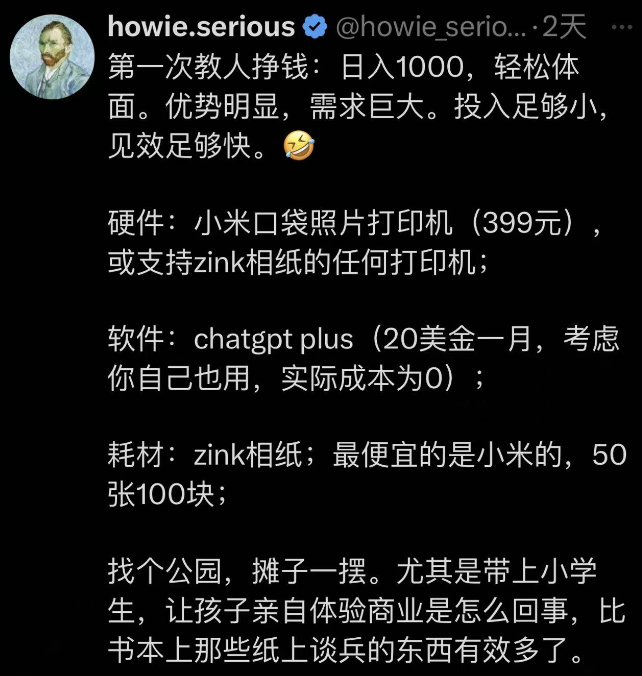 howie.serious @howie_serio... · 2天 ...
第一次教人挣钱：日入1000，轻松体
面。优势明显，需求巨大。投入足够小，
见效足够快。🤣
硬件：小米口袋照片打印机（399元），
或支持zink相纸的任何打印机；
软件：chatgpt plus（20美金一月，考虑
你自己也用，实际成本为0）；
耗材：zink相纸；最便宜的是小米的，50
张100块；
找个公园，摊子一摆。尤其是带上小学
生，让孩子亲自体验商业是怎么回事，比
书本上那些纸上谈兵的东西有效多了。